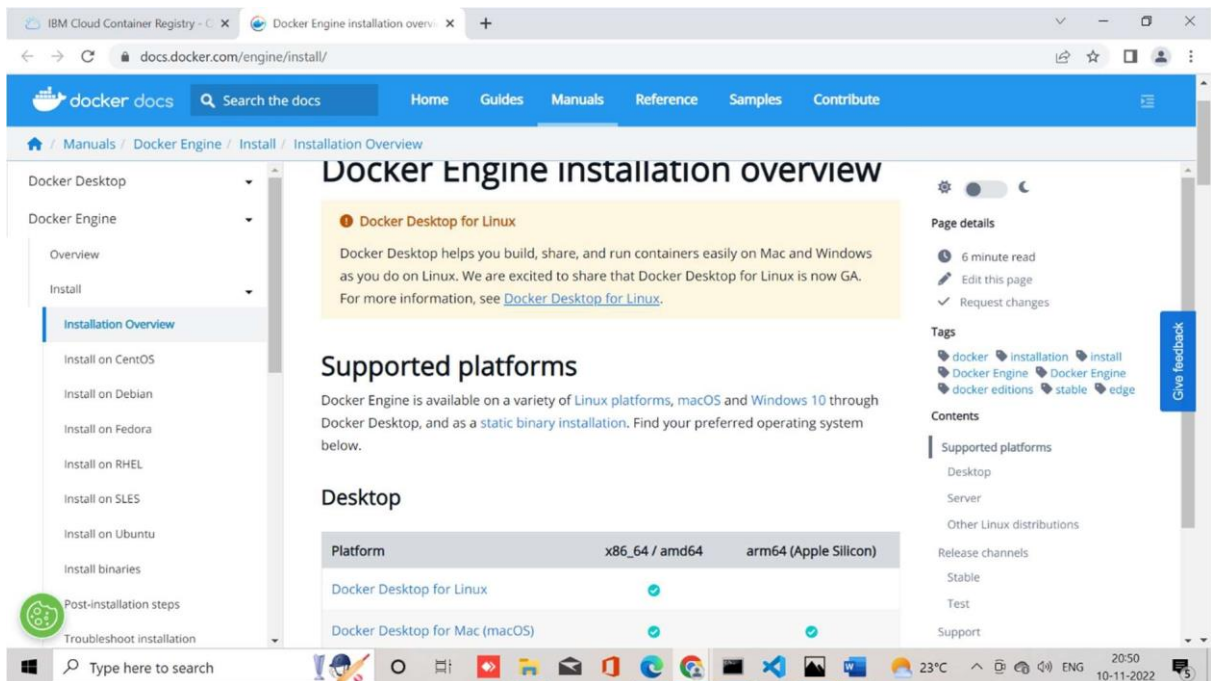 IBM Cloud Container Registry - C
Docker Engine installation overvi
docs.docker.com/engine/install/
docker docs
Search the docs
Home
Guides
Manuals
Reference
Samples
Contribute
/ Manuals / Docker Engine / Install / Installation Overview
Docker Desktop
Docker Engine
Overview
Install
Installation Overview
Install on CentOS
Install on Debian
Install on Fedora
Install on RHEL
Install on SLES
Install on Ubuntu
Install binaries
Post-installation steps
Troubleshoot installation
Docker Engine installation overview
Docker Desktop for Linux
Docker Desktop helps you build, share, and run containers easily on Mac and Windows
as you do on Linux. We are excited to share that Docker Desktop for Linux is now GA.
For more information, see Docker Desktop for Linux.
Supported platforms
Docker Engine is available on a variety of Linux platforms, macOS and Windows 10 through
Docker Desktop, and as a static binary installation. Find your preferred operating system
below.
Desktop
Platform x86_64 / amd64 arm64 (Apple Silicon)
Docker Desktop for Linux
Docker Desktop for Mac (macOS)
Page details
6 minute read
Edit this page
Request changes
Tags
docker installation install
Docker Engine Docker Engine
docker editions stable edge
Contents
Supported platforms
Desktop
Server
Other Linux distributions
Release channels
Stable
Test
Support
Give feedback
Type here to search
23°C
ENG
20:50
10-11-2022
5